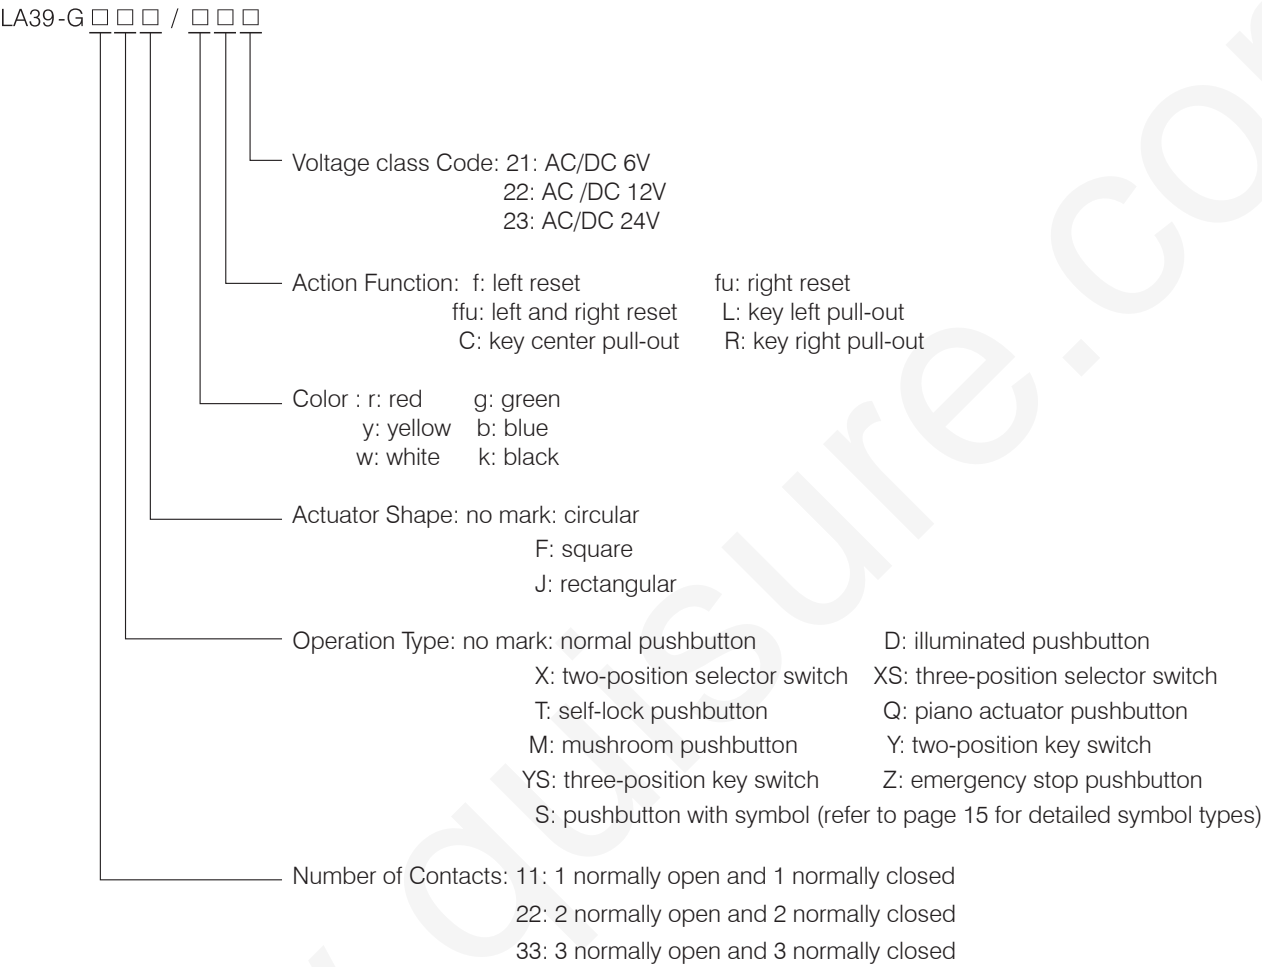 LA39-G□□□ / □□□
Voltage class Code: 21: AC/DC 6V
22: AC /DC 12V
23: AC/DC 24V
Action Function: f: left reset fu: right reset
ffu: left and right reset L: key left pull-out
C: key center pull-out R: key right pull-out
Color : r: red g: green
y: yellow b: blue
w: white k: black
Actuator Shape: no mark: circular
F: square
J: rectangular
Operation Type: no mark: normal pushbutton D: illuminated pushbutton
X: two-position selector switch XS: three-position selector switch
T: self-lock pushbutton Q: piano actuator pushbutton
M: mushroom pushbutton Y: two-position key switch
YS: three-position key switch Z: emergency stop pushbutton
S: pushbutton with symbol (refer to page 15 for detailed symbol types)
Number of Contacts: 11: 1 normally open and 1 normally closed
22: 2 normally open and 2 normally closed
33: 3 normally open and 3 normally closed